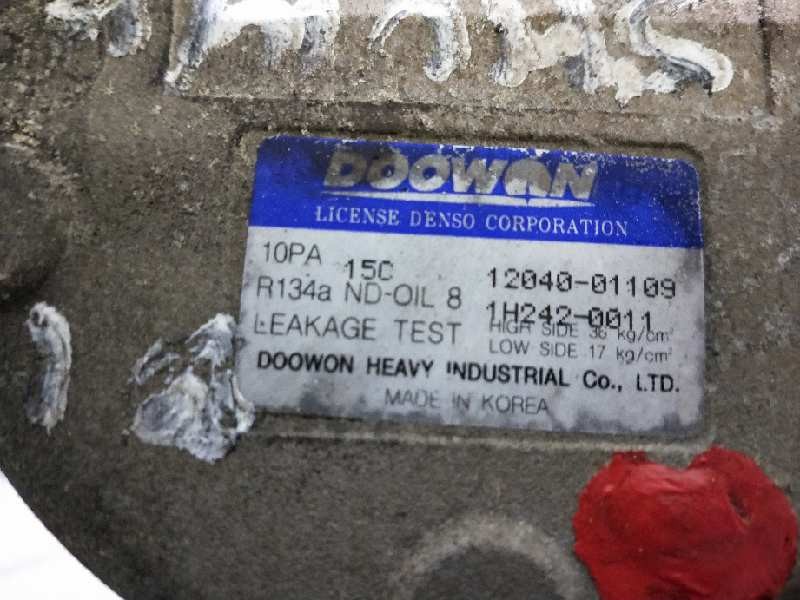 DOOWON
LICENSE DENSO CORPORATION
10PA 15C 12040-01109
R134a ND-OIL 8 1H242-0011
LEAKAGE TEST HIGH SIDE 36 kg/cm²
LOW SIDE 17 kg/cm²
DOOWON HEAVY INDUSTRIAL Co., LTD.
MADE IN KOREA